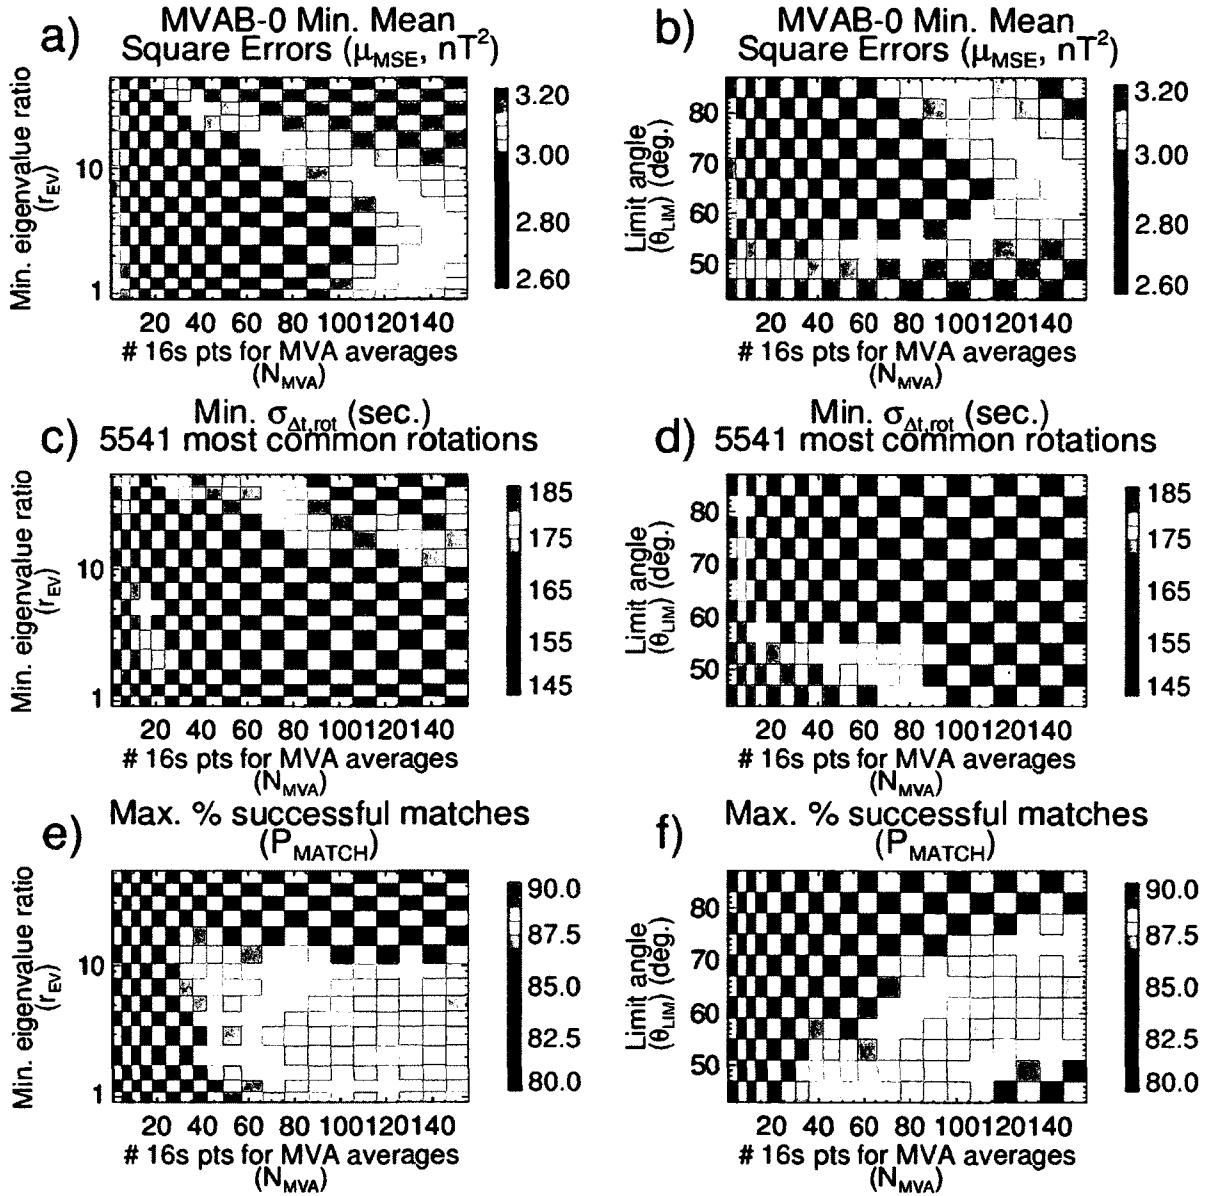 a) MVAB-0 Min. Mean
Square Errors (μMSE, nT²)
Min. eigenvalue ratio
(rEV)
10
1
20 40 60 80 100120140
# 16s pts for MVA averages
(NMVA)
3.20
3.00
2.80
2.60
b) MVAB-0 Min. Mean
Square Errors (μMSE, nT²)
Limit angle
(θLIM) (deg.)
80
70
60
50
20 40 60 80 100120140
# 16s pts for MVA averages
(NMVA)
3.20
3.00
2.80
2.60
c) Min. σΔt,rot (sec.)
5541 most common rotations
Min. eigenvalue ratio
(rEV)
10
1
20 40 60 80 100120140
# 16s pts for MVA averages
(NMVA)
185
175
165
155
145
d) Min. σΔt,rot (sec.)
5541 most common rotations
Limit angle
(θLIM) (deg.)
80
70
60
50
20 40 60 80 100120140
# 16s pts for MVA averages
(NMVA)
185
175
165
155
145
e) Max. % successful matches
(PMATCH)
Min. eigenvalue ratio
(rEV)
10
1
20 40 60 80 100120140
# 16s pts for MVA averages
(NMVA)
90.0
87.5
85.0
82.5
80.0
f) Max. % successful matches
(PMATCH)
Limit angle
(θLIM) (deg.)
80
70
60
50
20 40 60 80 100120140
# 16s pts for MVA averages
(NMVA)
90.0
87.5
85.0
82.5
80.0